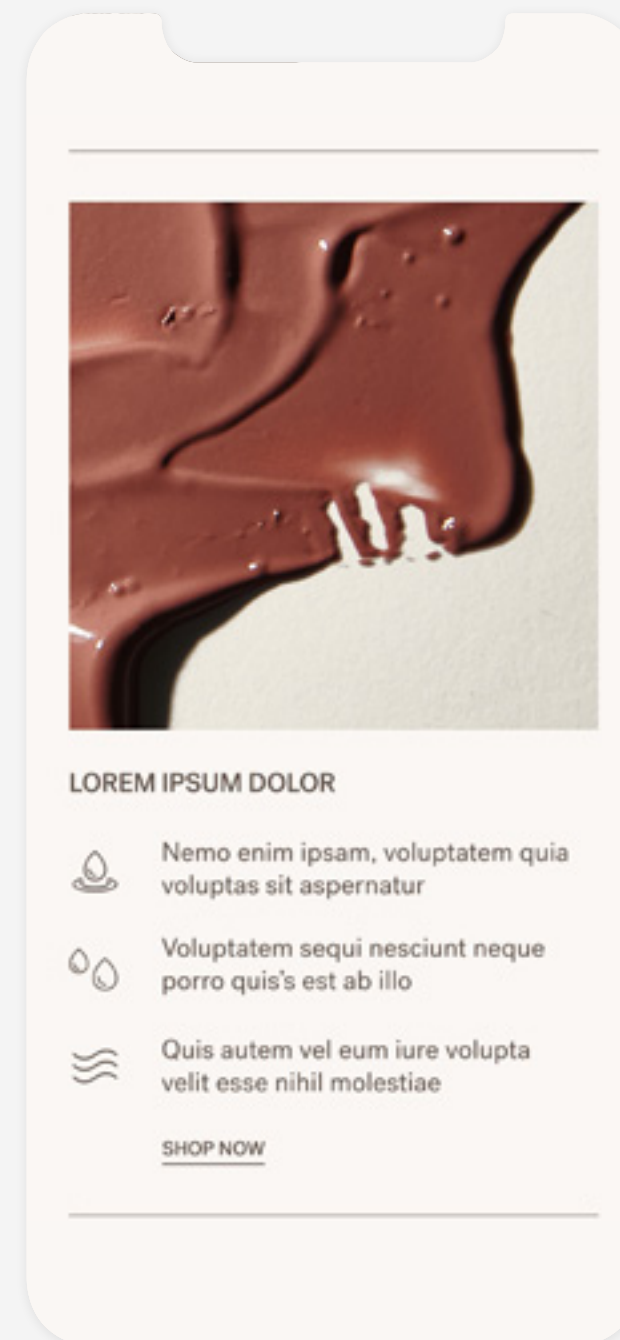 LOREM IPSUM DOLOR
Nemo enim ipsam, voluptatem quia
voluptas sit aspernatur
Voluptatem sequi nesciunt neque
porro quis's est ab illo
Quis autem vel eum iure volupta
velit esse nihil molestiae
SHOP NOW